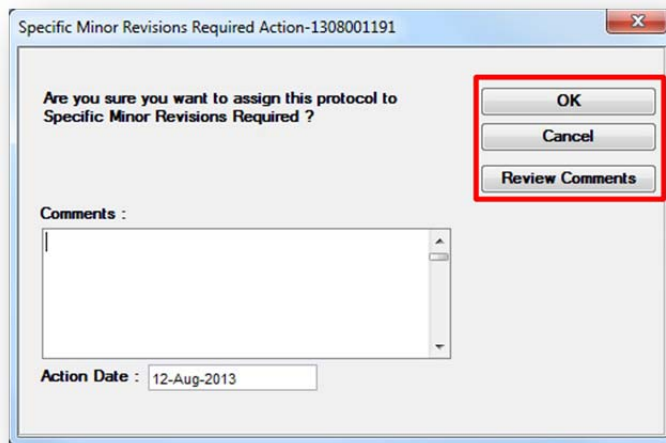 Specific Minor Revisions Required Action-1308001191
x
Are you sure you want to assign this protocol to
Specific Minor Revisions Required ?
OK
Cancel
Review Comments
Comments :
Action Date : 12-Aug-2013